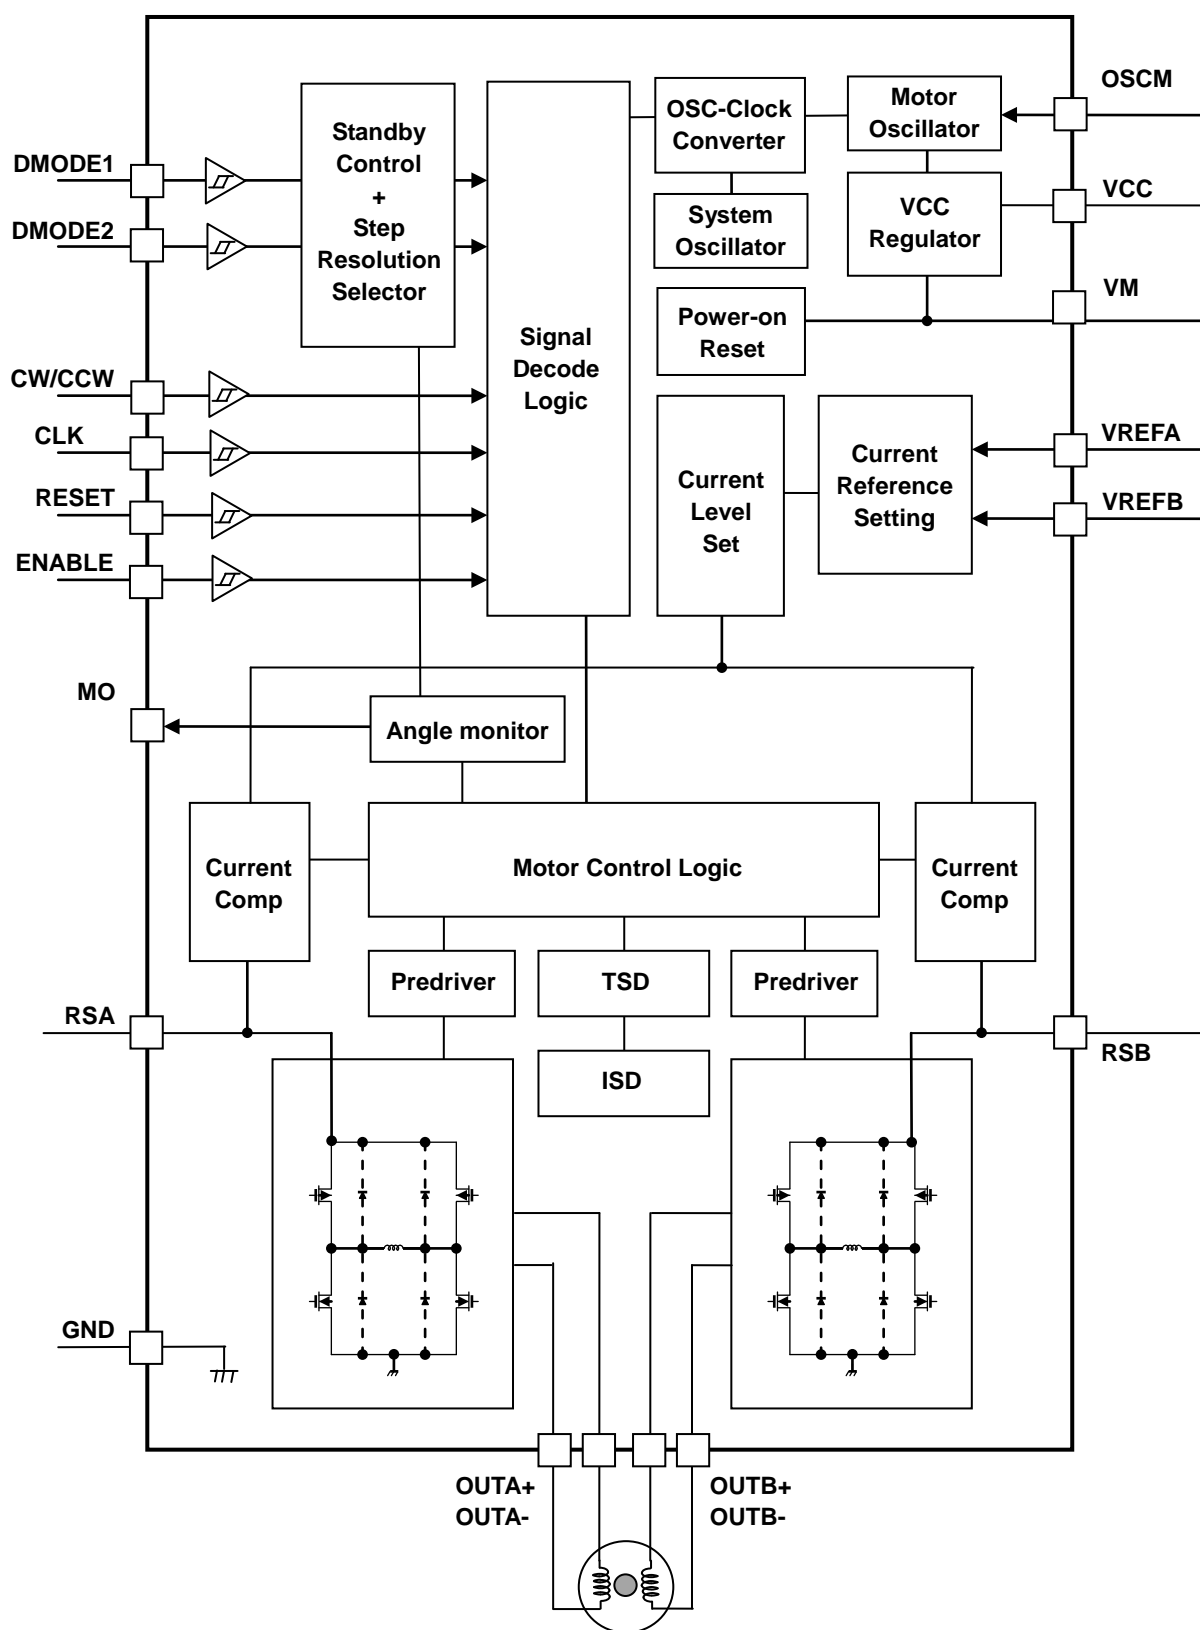 OSCM
Standby
Control
+
Step
Resolution
Selector
OSC-Clock
Converter
Motor
Oscillator
DMODE1
DMODE2
System
Oscillator
VCC
Regulator
VCC
VM
Power-on
Reset
Signal
Decode
Logic
CW/CCW
CLK
RESET
ENABLE
Current
Level
Set
Current
Reference
Setting
VREFA
VREFB
MO
Angle monitor
Current
Comp
Motor Control Logic
Current
Comp
Predriver
TSD
Predriver
RSA
ISD
RSB
GND
OUTA+
OUTA-
OUTB+
OUTB-